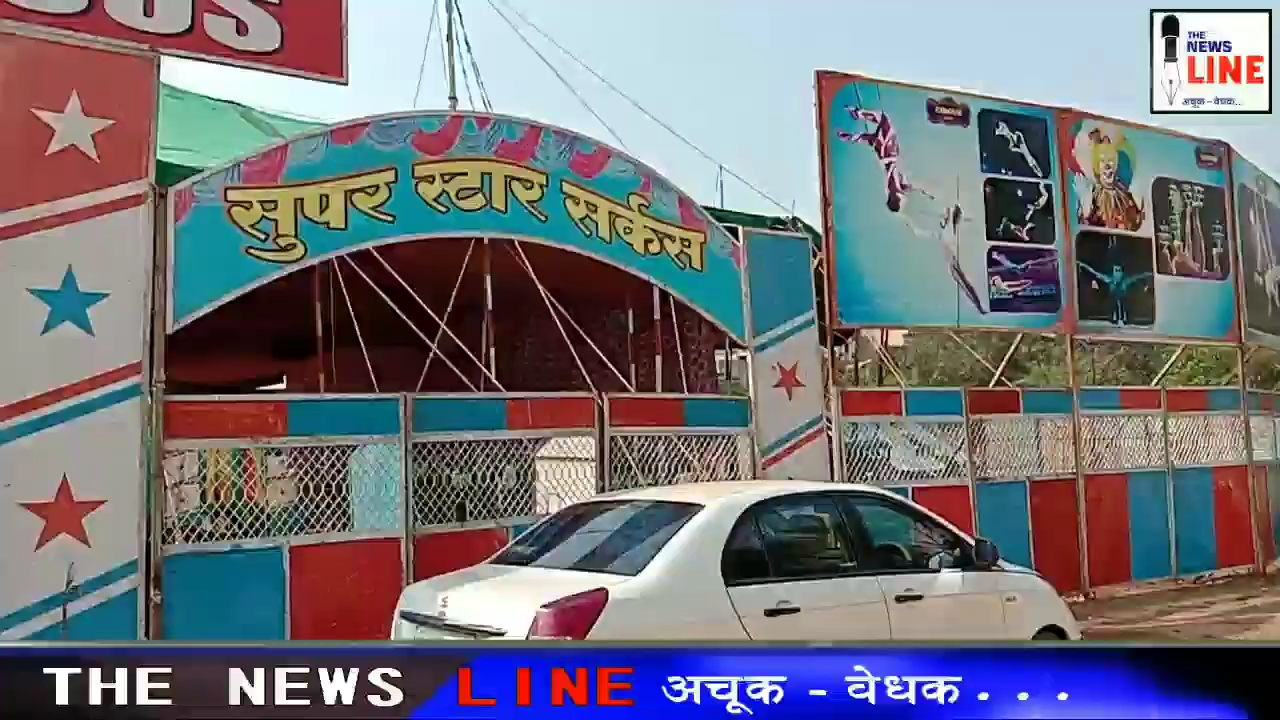 THE
NEWS
LINE
अचूक - वेधक...
सुपर स्टार सर्कस
THE NEWS LINE अचूक - वेधक...